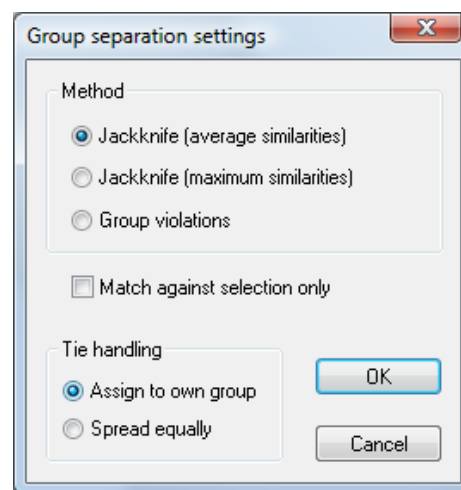 Group separation settings
Method
Jackknife (average similarities)
Jackknife (maximum similarities)
Group violations
Match against selection only
Tie handling
Assign to own group
Spread equally
OK
Cancel